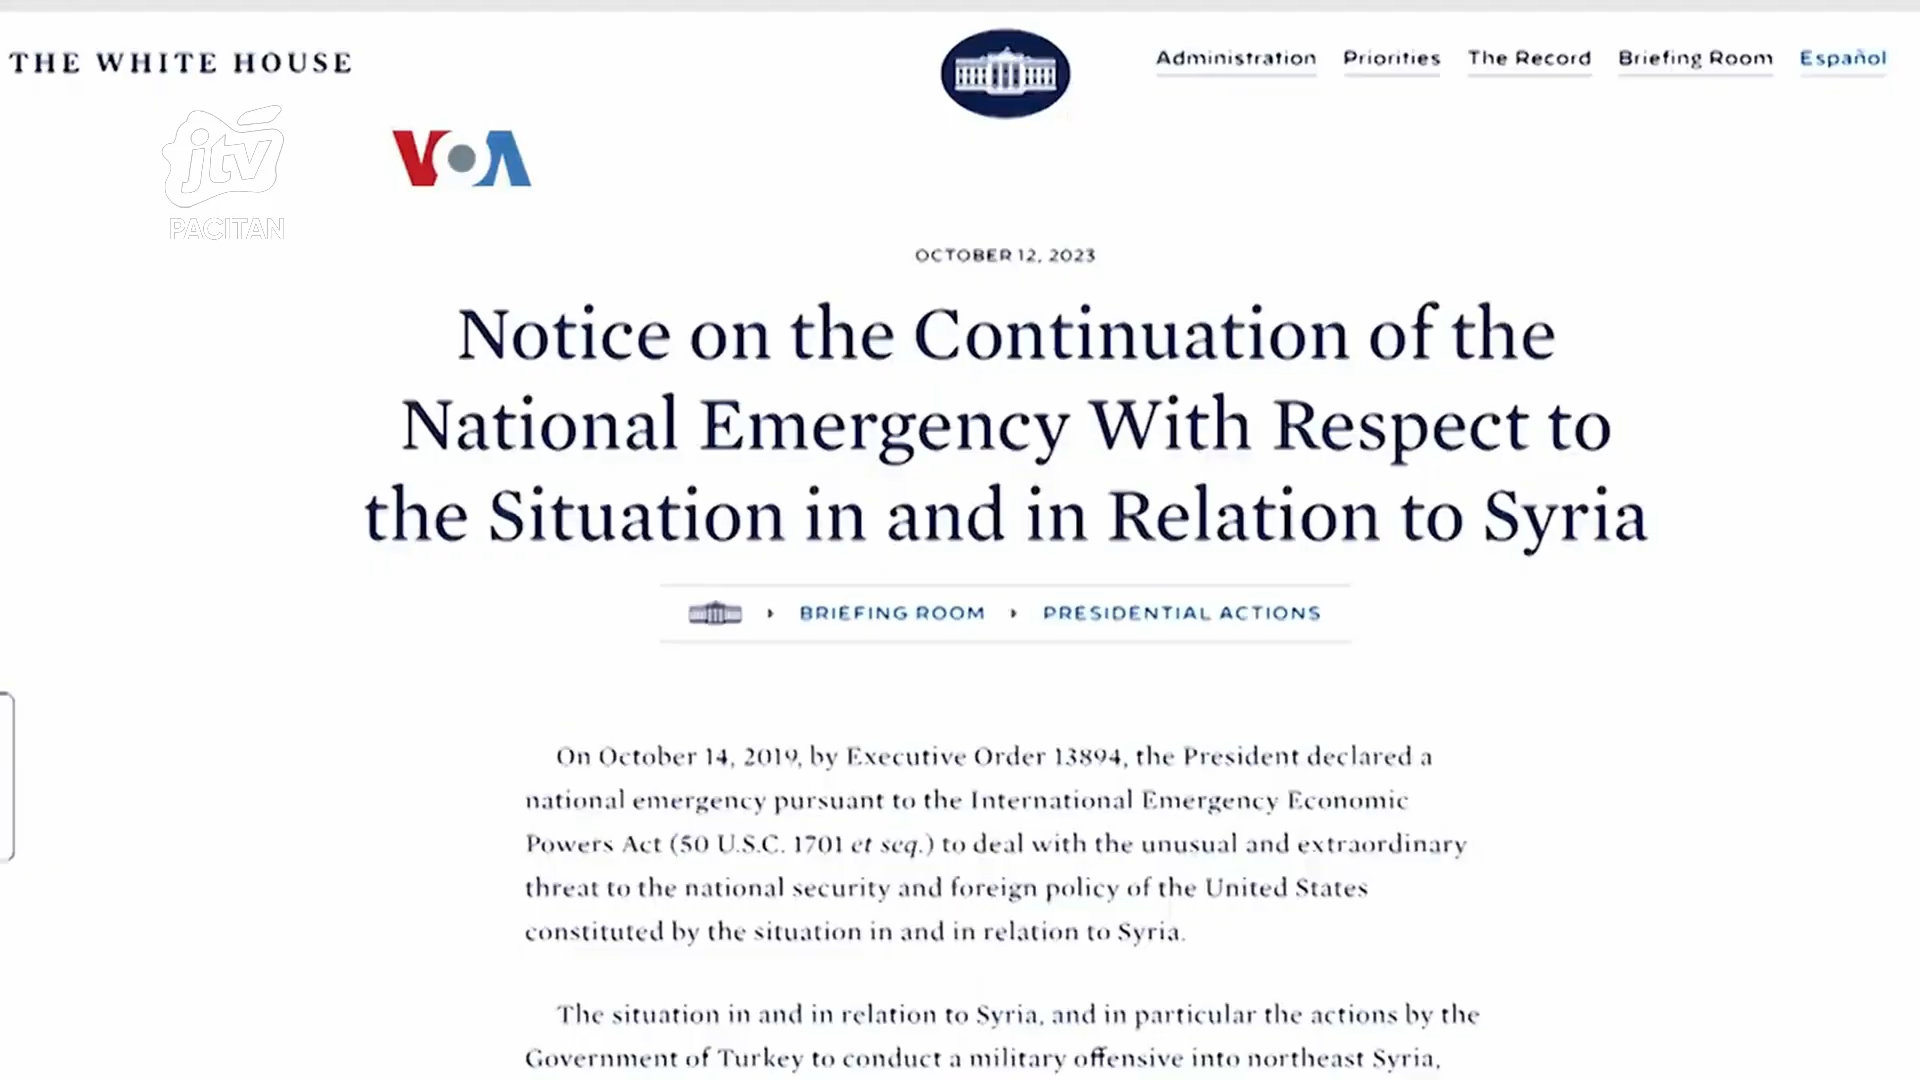 THE WHITE HOUSE
Administration Priorities The Record Briefing Room Español
jtv
PACITAN
VOA
OCTOBER 12, 2023
Notice on the Continuation of the
National Emergency With Respect to
the Situation in and in Relation to Syria
BRIEFING ROOM PRESIDENTIAL ACTIONS
On October 14, 2019, by Executive Order 13894, the President declared a
national emergency pursuant to the International Emergency Economic
Powers Act (50 U.S.C. 1701 et seq.) to deal with the unusual and extraordinary
threat to the national security and foreign policy of the United States
constituted by the situation in and in relation to Syria.
The situation in and in relation to Syria, and in particular the actions by the
Government of Turkey to conduct a military offensive into northeast Syria,